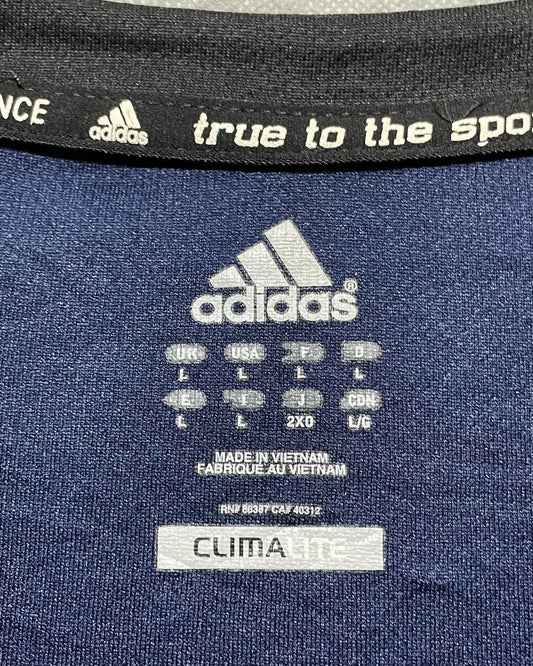 NCE adidas true to the spo
adidas®
UK USA F D
L L L L
E I J CDN
L L 2XO L/G
MADE IN VIETNAM
FABRIQUÉ AU VIETNAM
RN# 88387 CA# 40312
CLIMALITE